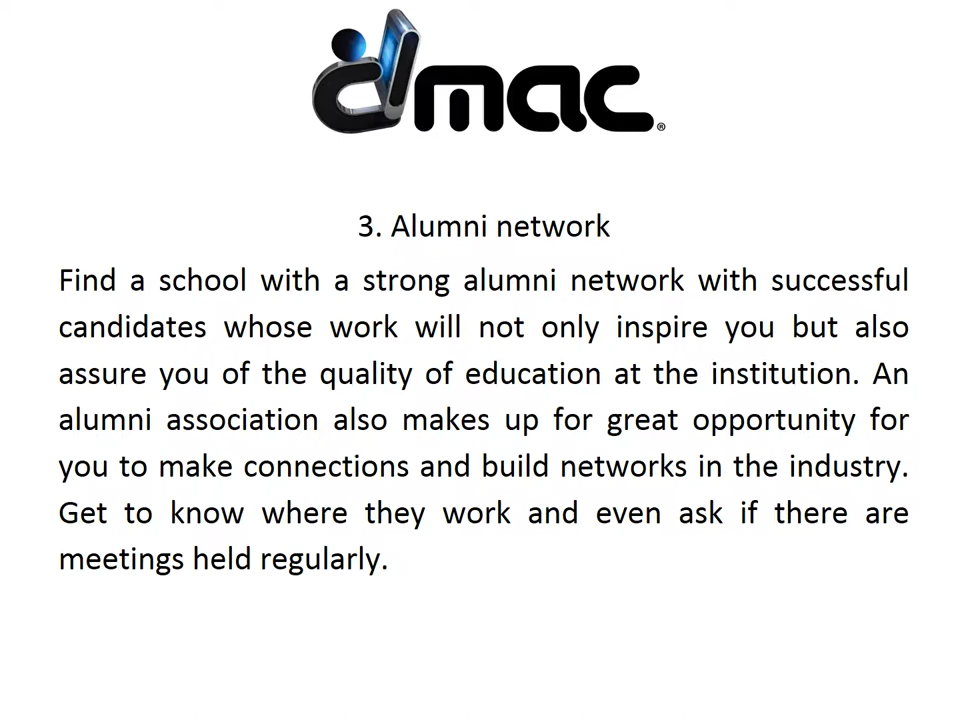 dmac®
3. Alumni network
Find a school with a strong alumni network with successful
candidates whose work will not only inspire you but also
assure you of the quality of education at the institution. An
alumni association also makes up for great opportunity for
you to make connections and build networks in the industry.
Get to know where they work and even ask if there are
meetings held regularly.